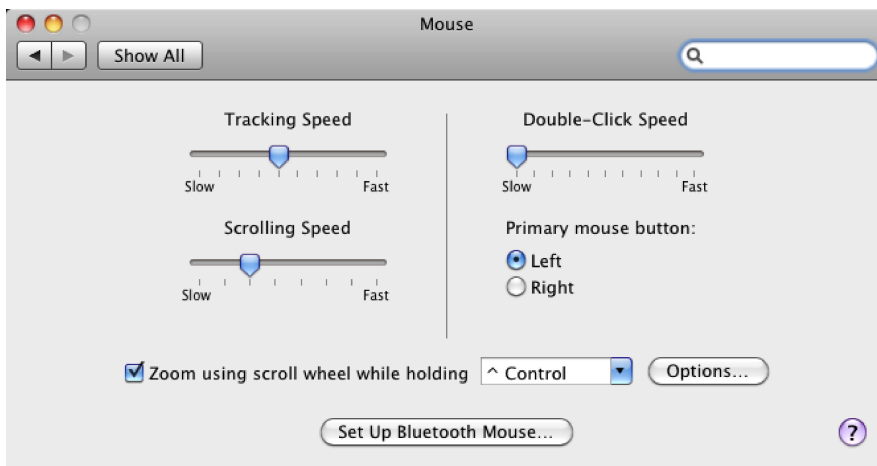 Mouse
Show All
Tracking Speed
Slow Fast
Double-Click Speed
Slow Fast
Scrolling Speed
Slow Fast
Primary mouse button:
Left
Right
Zoom using scroll wheel while holding ^ Control Options...
Set Up Bluetooth Mouse... ?